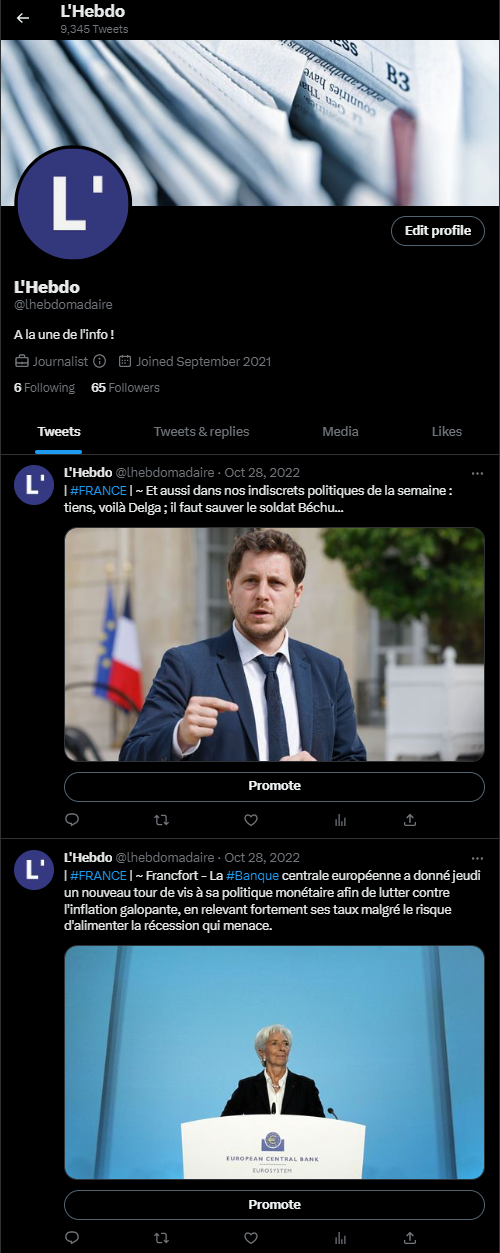 L'Hebdo
9,345 Tweets
ESS
B3
countries have
Gen
L'
Edit profile
L'Hebdo
@lhebdomadaire
A la une de l'info !
Journalist Joined September 2021
6 Following 65 Followers
Tweets Tweets & replies Media Likes
L'
L'Hebdo @lhebdomadaire · Oct 28, 2022
| #FRANCE | ~ Et aussi dans nos indiscrets politiques de la semaine :
tiens, voilà Delga ; il faut sauver le soldat Béchu...
Promote
L'
L'Hebdo @lhebdomadaire · Oct 28, 2022
| #FRANCE | ~ Francfort - La #Banque centrale européenne a donné jeudi
un nouveau tour de vis à sa politique monétaire afin de lutter contre
l'inflation galopante, en relevant fortement ses taux malgré le risque
d'alimenter la récession qui menace.
EUROPEAN CENTRAL BANK
EUROSYSTEM
Promote